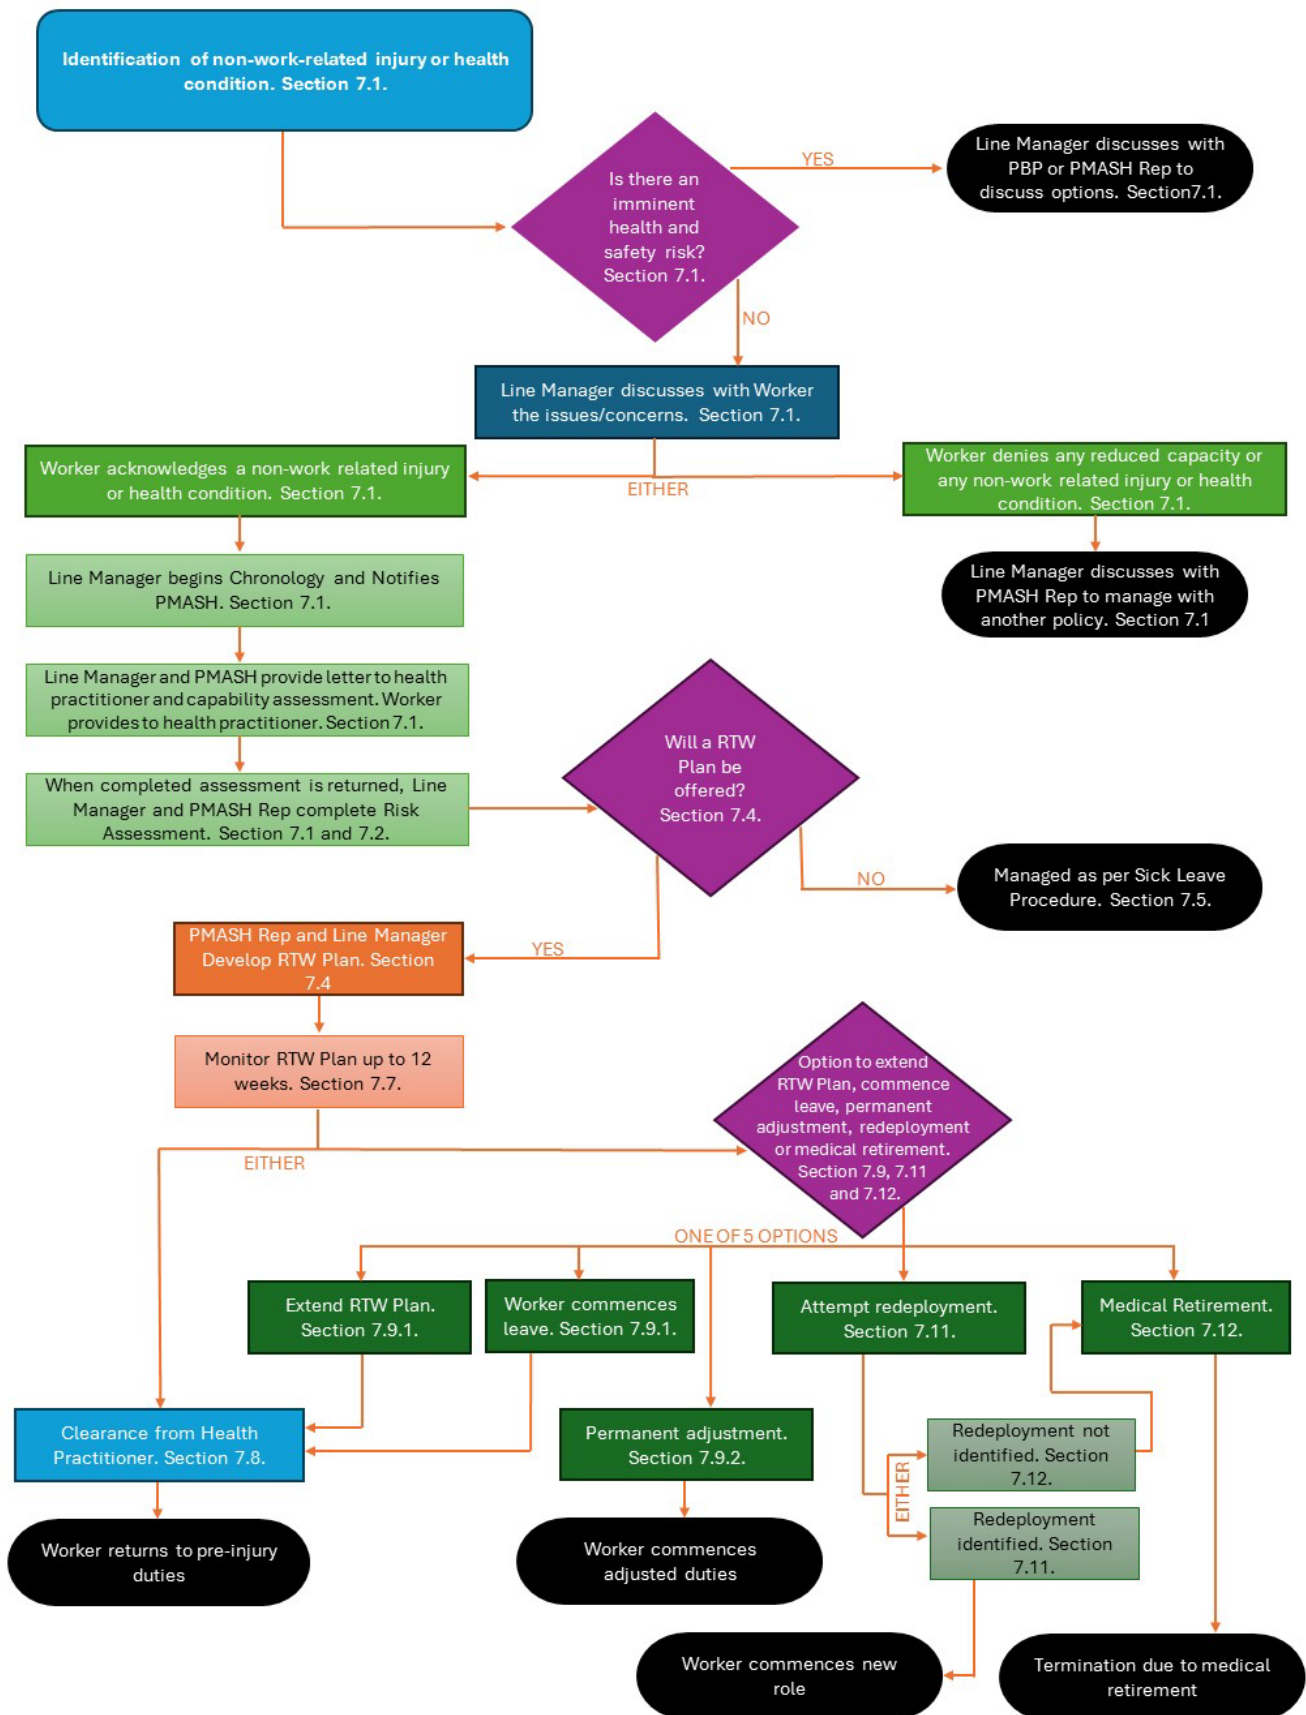 Identification of non-work-related injury or health
condition. Section 7.1.
Is there an
imminent
health and
safety risk?
Section 7.1.
YES
Line Manager discusses with
PBP or PMASH Rep to
discuss options. Section7.1.
NO
Line Manager discusses with Worker
the issues/concerns. Section 7.1.
EITHER
Worker acknowledges a non-work related injury
or health condition. Section 7.1.
Worker denies any reduced capacity or
any non-work related injury or health
condition. Section 7.1.
Line Manager begins Chronology and Notifies
PMASH. Section 7.1.
Line Manager discusses with
PMASH Rep to manage with
another policy. Section 7.1
Line Manager and PMASH provide letter to health
practitioner and capability assessment. Worker
provides to health practitioner. Section 7.1.
When completed assessment is returned, Line
Manager and PMASH Rep complete Risk
Assessment. Section 7.1 and 7.2.
Will a RTW
Plan be
offered?
Section 7.4.
NO
Managed as per Sick Leave
Procedure. Section 7.5.
YES
PMASH Rep and Line Manager
Develop RTW Plan. Section
7.4
Monitor RTW Plan up to 12
weeks. Section 7.7.
EITHER
Option to extend
RTW Plan, commence
leave, permanent
adjustment, redeployment
or medical retirement.
Section 7.9, 7.11
and 7.12.
ONE OF 5 OPTIONS
Extend RTW Plan.
Section 7.9.1.
Worker commences
leave. Section 7.9.1.
Attempt redeployment.
Section 7.11.
Medical Retirement.
Section 7.12.
Clearance from Health
Practitioner. Section 7.8.
Permanent adjustment.
Section 7.9.2.
EITHER
Redeployment not
identified. Section
7.12.
Redeployment
identified. Section
7.11.
Worker returns to pre-injury
duties
Worker commences
adjusted duties
Worker commences new
role
Termination due to medical
retirement